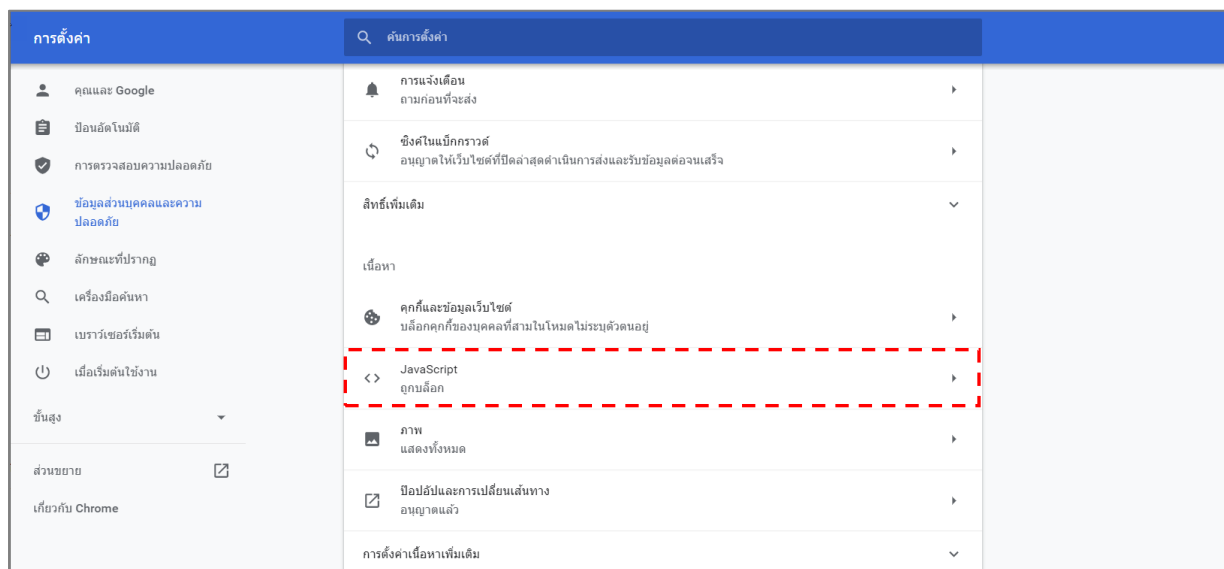 การตั้งค่า
ค้นการตั้งค่า
คุณและ Google
ป้อนอัตโนมัติ
การตรวจสอบความปลอดภัย
ข้อมูลส่วนบุคคลและความ
ปลอดภัย
ลักษณะที่ปรากฏ
เครื่องมือค้นหา
เบราว์เซอร์เริ่มต้น
เมื่อเริ่มต้นใช้งาน
ขั้นสูง
ส่วนขยาย
เกี่ยวกับ Chrome
การแจ้งเตือน
ถามก่อนที่จะส่ง
ซิงค์ในแบ็กกราวด์
อนุญาตให้เว็บไซต์ที่ปิดล่าสุดดำเนินการส่งและรับข้อมูลต่อจนเสร็จ
สิทธิ์เพิ่มเติม
เนื้อหา
คุกกี้และข้อมูลเว็บไซต์
บล็อกคุกกี้ของบุคคลที่สามในโหมดไม่ระบุตัวตนอยู่
JavaScript
ถูกบล็อก
ภาพ
แสดงทั้งหมด
ป๊อปอัปและการเปลี่ยนเส้นทาง
อนุญาตแล้ว
การตั้งค่าเนื้อหาเพิ่มเติม